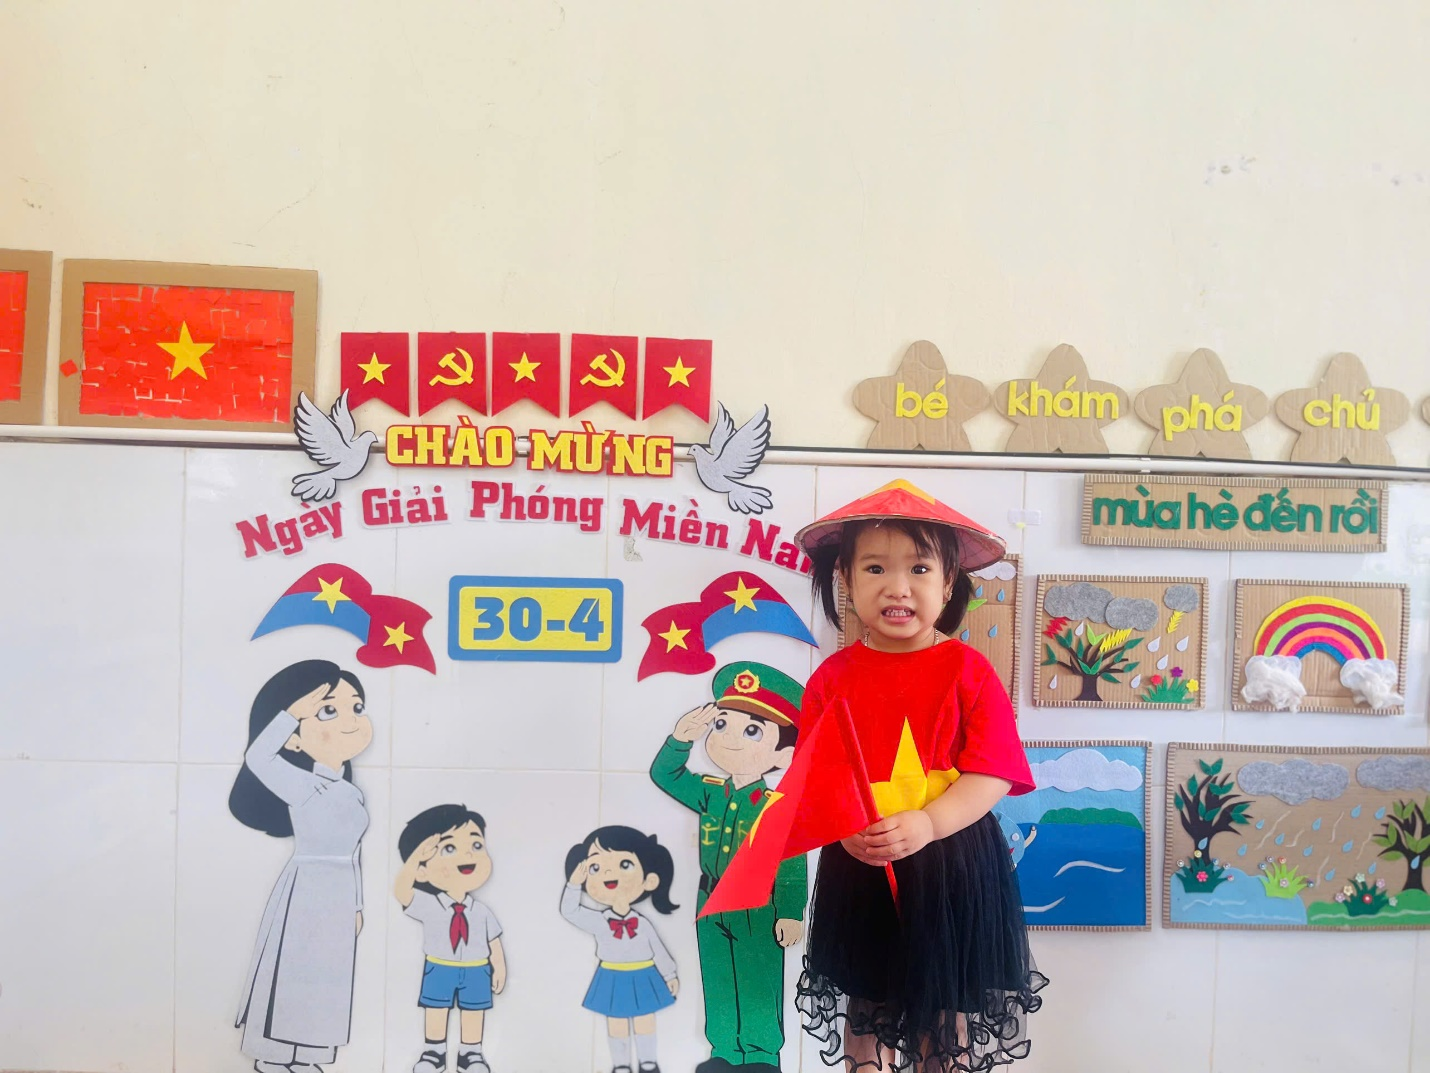 CHÀO MỪNG
Ngày Giải Phóng Miền Nam
30-4
bé khám phá chủ
mùa hè đến rồi